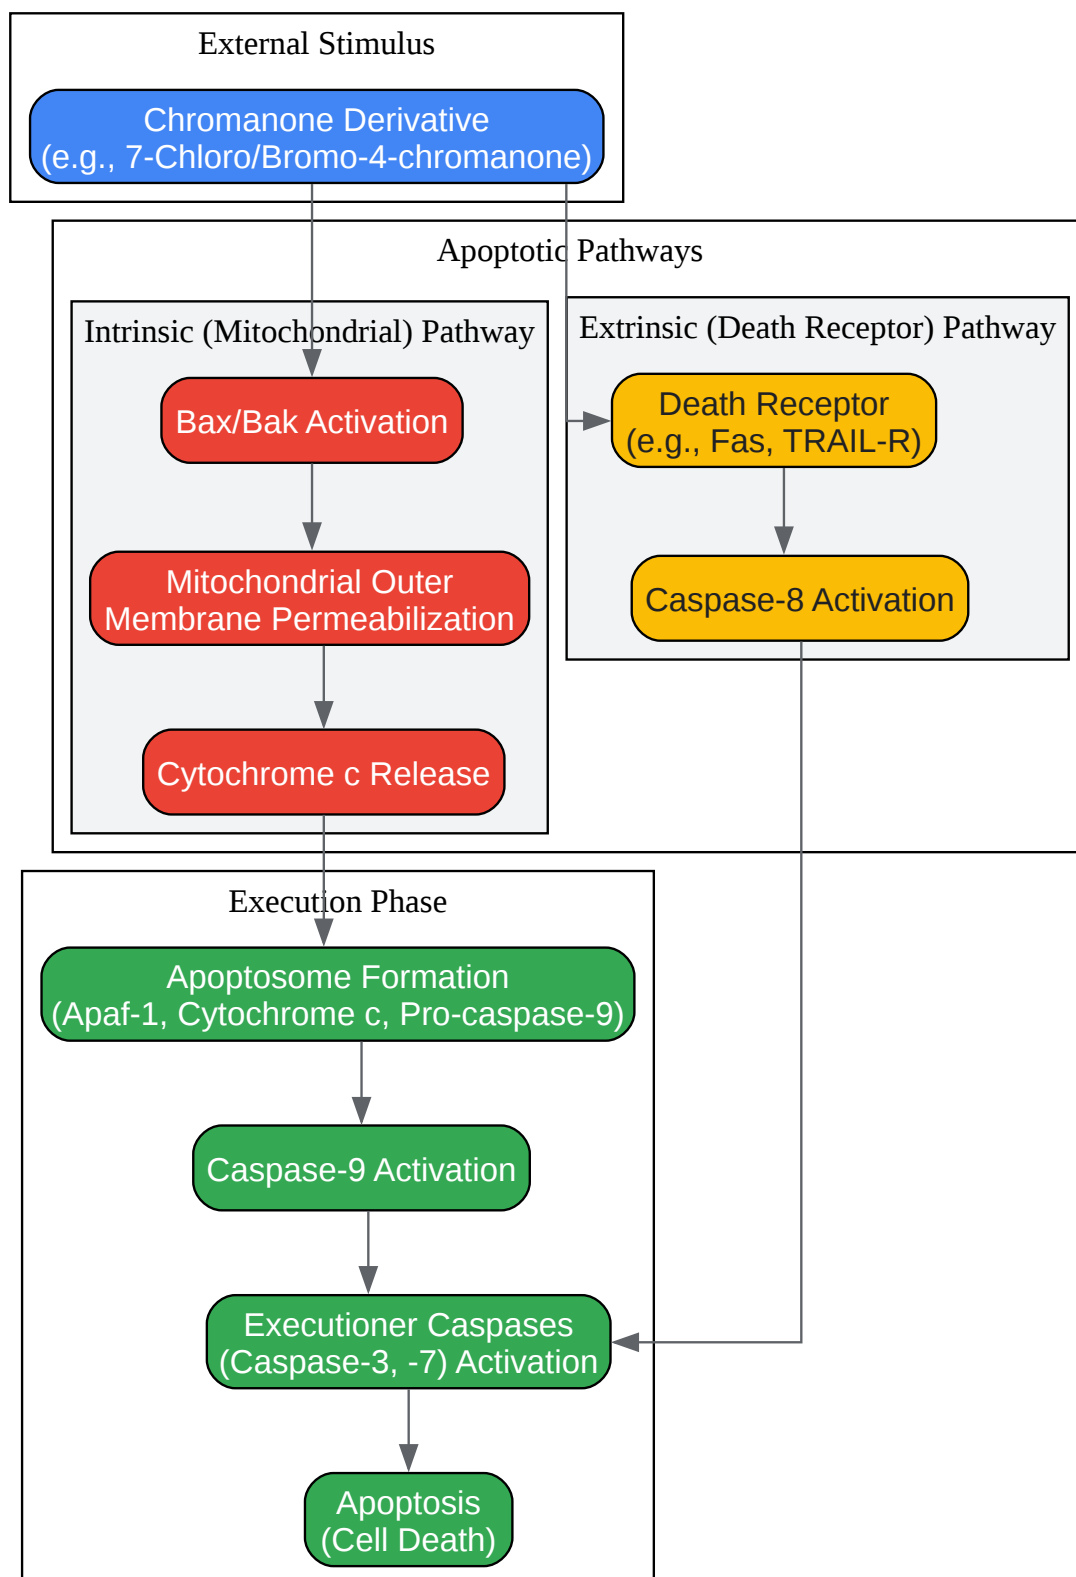 External Stimulus
Chromanone Derivative
(e.g., 7-Chloro/Bromo-4-chromanone)
Apoptotic Pathways
Intrinsic (Mitochondrial) Pathway
Bax/Bak Activation
Mitochondrial Outer
Membrane Permeabilization
Cytochrome c Release
Extrinsic (Death Receptor) Pathway
Death Receptor
(e.g., Fas, TRAIL-R)
Caspase-8 Activation
Execution Phase
Apoptosome Formation
(Apaf-1, Cytochrome c, Pro-caspase-9)
Caspase-9 Activation
Executioner Caspases
(Caspase-3, -7) Activation
Apoptosis
(Cell Death)